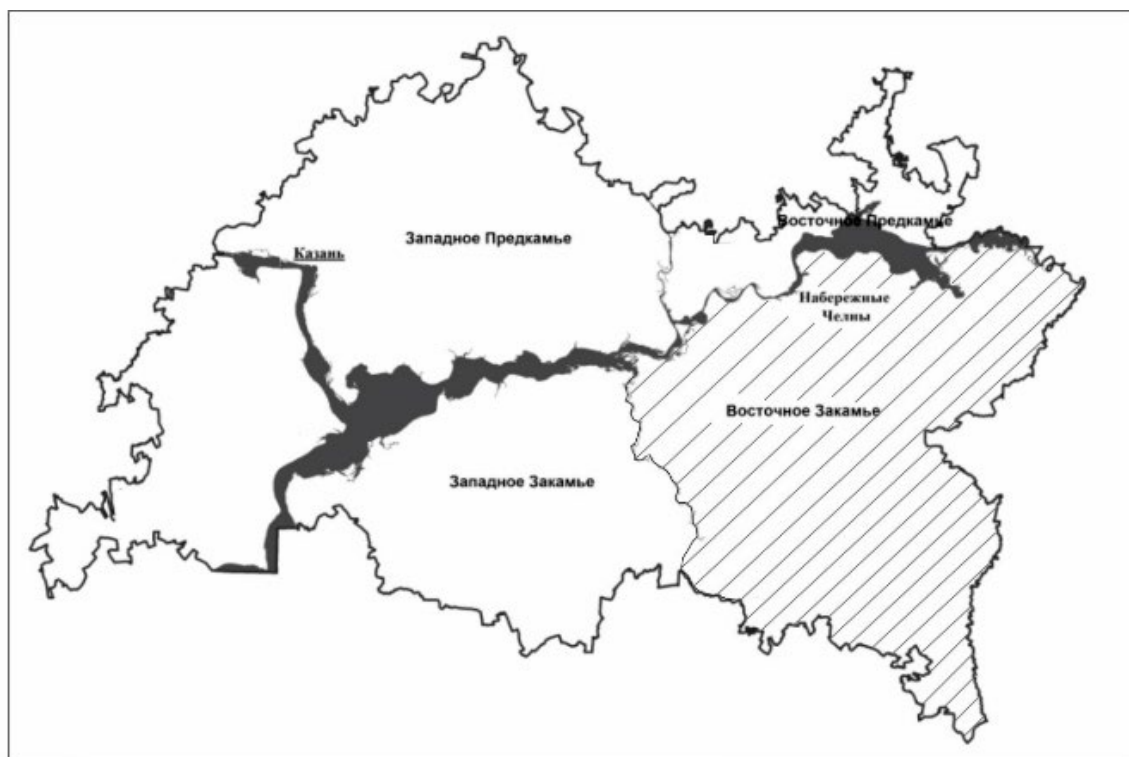 Восточное Предкамье
Западное Предкамье
Казань
Набережные
Челны
Восточное Закамье
Западное Закамье